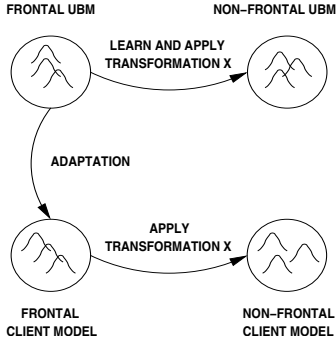 FRONTAL UBM
NON−FRONTAL UBM
LEARN AND APPLY
TRANSFORMATION X
ADAPTATION
APPLY
TRANSFORMATION X
FRONTAL
CLIENT MODEL
NON−FRONTAL
CLIENT MODEL